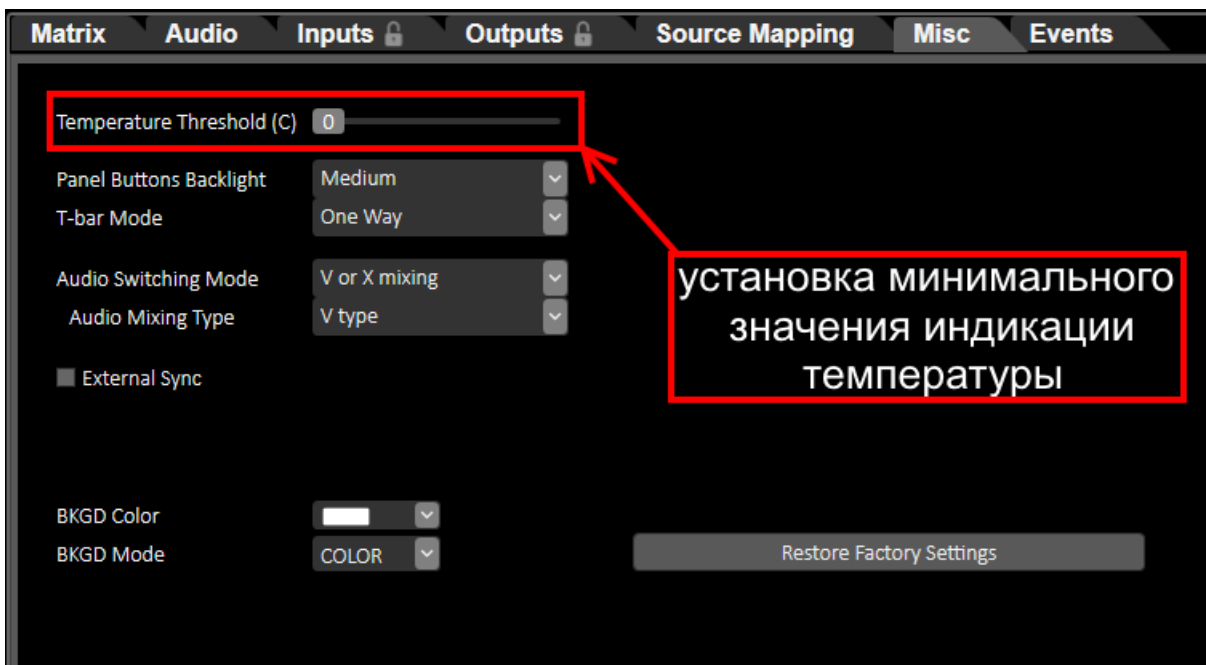 Matrix Audio Inputs Outputs Source Mapping Misc Events
Temperature Threshold (C) 0
Panel Buttons Backlight Medium
T-bar Mode One Way
Audio Switching Mode V or X mixing
Audio Mixing Type V type
установка минимального
значения индикации
температуры
External Sync
BKGD Color
BKGD Mode COLOR Restore Factory Settings